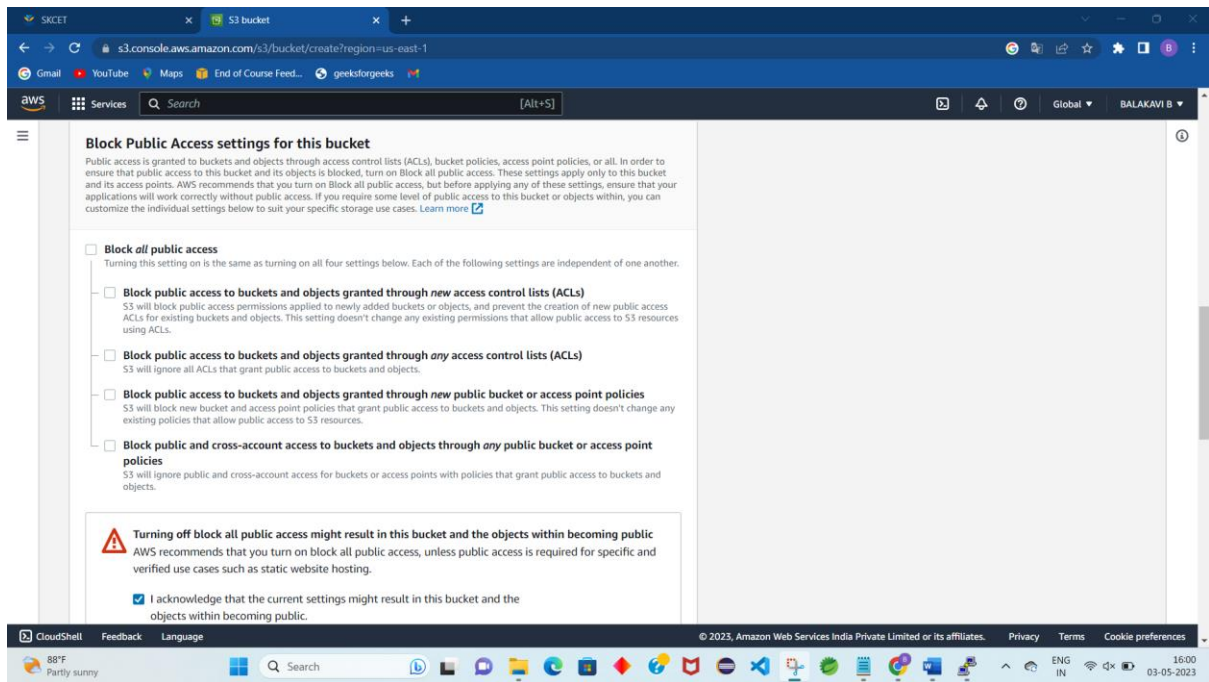 SKCET
S3 bucket
s3.console.aws.amazon.com/s3/bucket/create?region=us-east-1
B
Gmail YouTube Maps End of Course Feed... geeksforgeeks
aws Services Search [Alt+S] Global BALAKAVI B
Block Public Access settings for this bucket
Public access is granted to buckets and objects through access control lists (ACLs), bucket policies, access point policies, or all. In order to
ensure that public access to this bucket and its objects is blocked, turn on Block all public access. These settings apply only to this bucket
and its access points. AWS recommends that you turn on Block all public access, but before applying any of these settings, ensure that your
applications will work correctly without public access. If you require some level of public access to this bucket or objects within, you can
customize the individual settings below to suit your specific storage use cases. Learn more
Block all public access
Turning this setting on is the same as turning on all four settings below. Each of the following settings are independent of one another.
Block public access to buckets and objects granted through new access control lists (ACLs)
S3 will block public access permissions applied to newly added buckets or objects, and prevent the creation of new public access
ACLs for existing buckets and objects. This setting doesn't change any existing permissions that allow public access to S3 resources
using ACLs.
Block public access to buckets and objects granted through any access control lists (ACLs)
S3 will ignore all ACLs that grant public access to buckets and objects.
Block public access to buckets and objects granted through new public bucket or access point policies
S3 will block new bucket and access point policies that grant public access to buckets and objects. This setting doesn't change any
existing policies that allow public access to S3 resources.
Block public and cross-account access to buckets and objects through any public bucket or access point
policies
S3 will ignore public and cross-account access for buckets or access points with policies that grant public access to buckets and
objects.
Turning off block all public access might result in this bucket and the objects within becoming public
AWS recommends that you turn on block all public access, unless public access is required for specific and
verified use cases such as static website hosting.
I acknowledge that the current settings might result in this bucket and the
objects within becoming public.
CloudShell Feedback Language © 2023, Amazon Web Services India Private Limited or its affiliates. Privacy Terms Cookie preferences
88°F
Partly sunny
Search
ENG
IN
16:00
03-05-2023